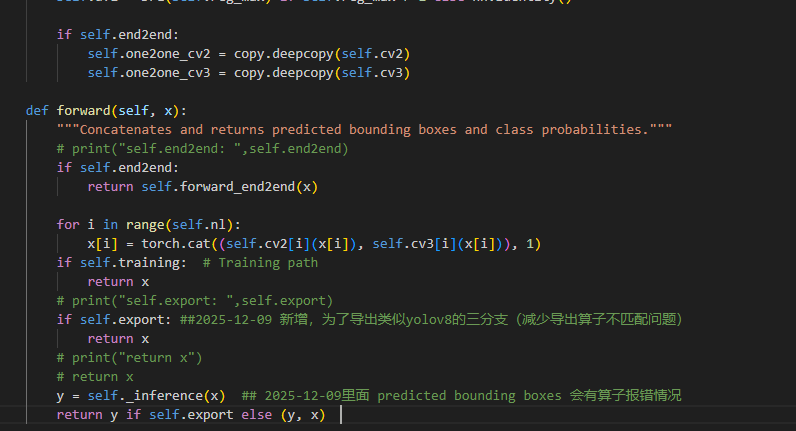 if self.end2end:
self.one2one_cv2 = copy.deepcopy(self.cv2)
self.one2one_cv3 = copy.deepcopy(self.cv3)
def forward(self, x):
"""Concatenates and returns predicted bounding boxes and class probabilities."""
# print("self.end2end: ",self.end2end)
if self.end2end:
return self.forward_end2end(x)
for i in range(self.nl):
x[i] = torch.cat((self.cv2[i](x[i]), self.cv3[i](x[i])), 1)
if self.training:  # Training path
return x
# print("self.export: ",self.export)
if self.export: ##2025-12-09 新增，为了导出类似yolov8的三分支（减少导出算子不匹配问题）
return x
# print("return x")
# return x
y = self._inference(x)  ## 2025-12-09里面 predicted bounding boxes 会有算子报错情况
return y if self.export else (y, x)